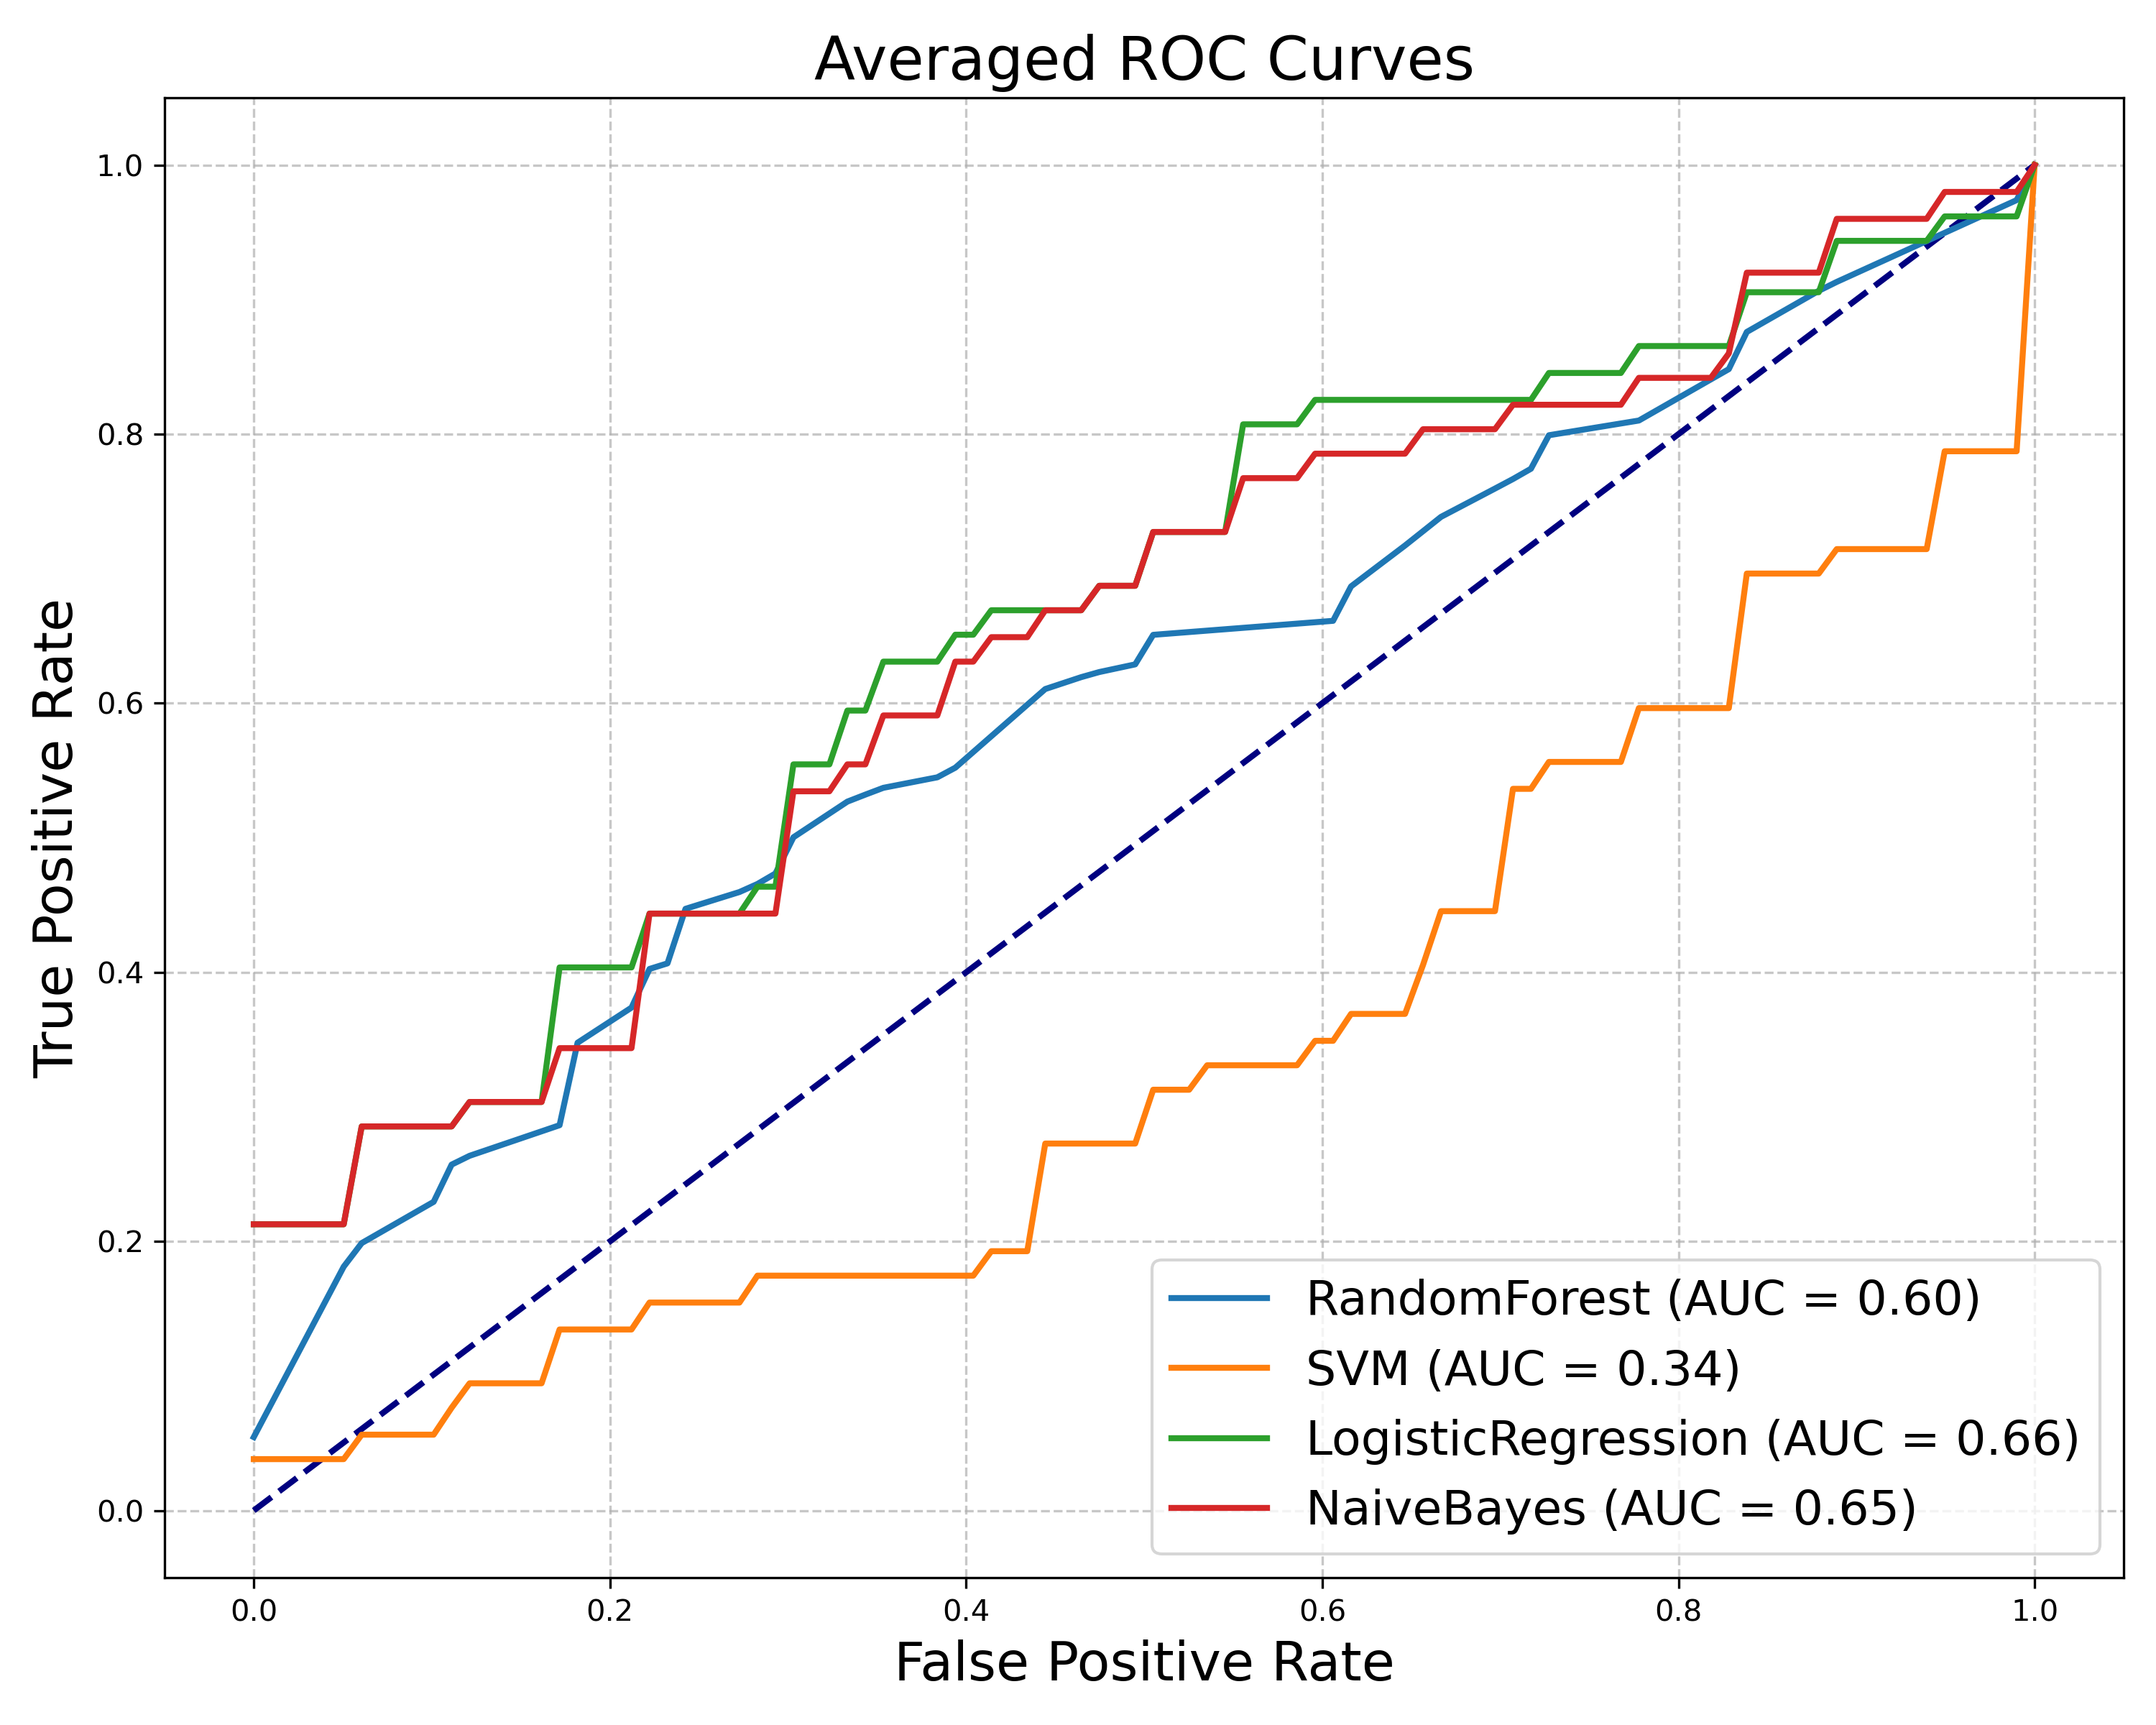 Averaged ROC Curves
True Positive Rate
1.0
0.8
0.6
0.4
0.2
0.0
RandomForest (AUC = 0.60)
SVM (AUC = 0.34)
LogisticRegression (AUC = 0.66)
NaiveBayes (AUC = 0.65)
0.0 0.2 0.4 0.6 0.8 1.0
False Positive Rate